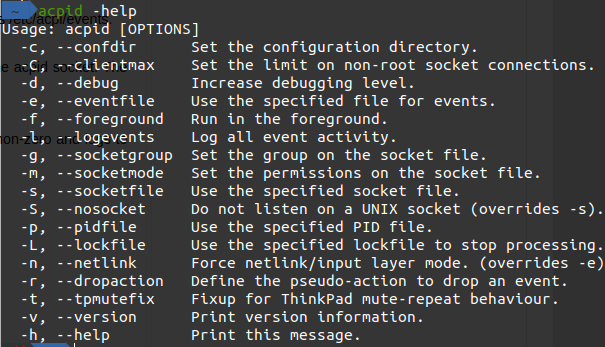 ~ acpid -help
Usage: acpid [OPTIONS]
-c, --confdir Set the configuration directory.
-C, --clientmax Set the limit on non-root socket connections.
-d, --debug Increase debugging level.
-e, --eventfile Use the specified file for events.
-f, --foreground Run in the foreground.
-l, --logevents Log all event activity.
-g, --socketgroup Set the group on the socket file.
-m, --socketmode Set the permissions on the socket file.
-s, --socketfile Use the specified socket file.
-S, --nosocket Do not listen on a UNIX socket (overrides -s).
-p, --pidfile Use the specified PID file.
-L, --lockfile Use the specified lockfile to stop processing.
-n, --netlink Force netlink/input layer mode. (overrides -e)
-r, --dropaction Define the pseudo-action to drop an event.
-t, --tpmutefix Fixup for ThinkPad mute-repeat behaviour.
-v, --version Print version information.
-h, --help Print this message.